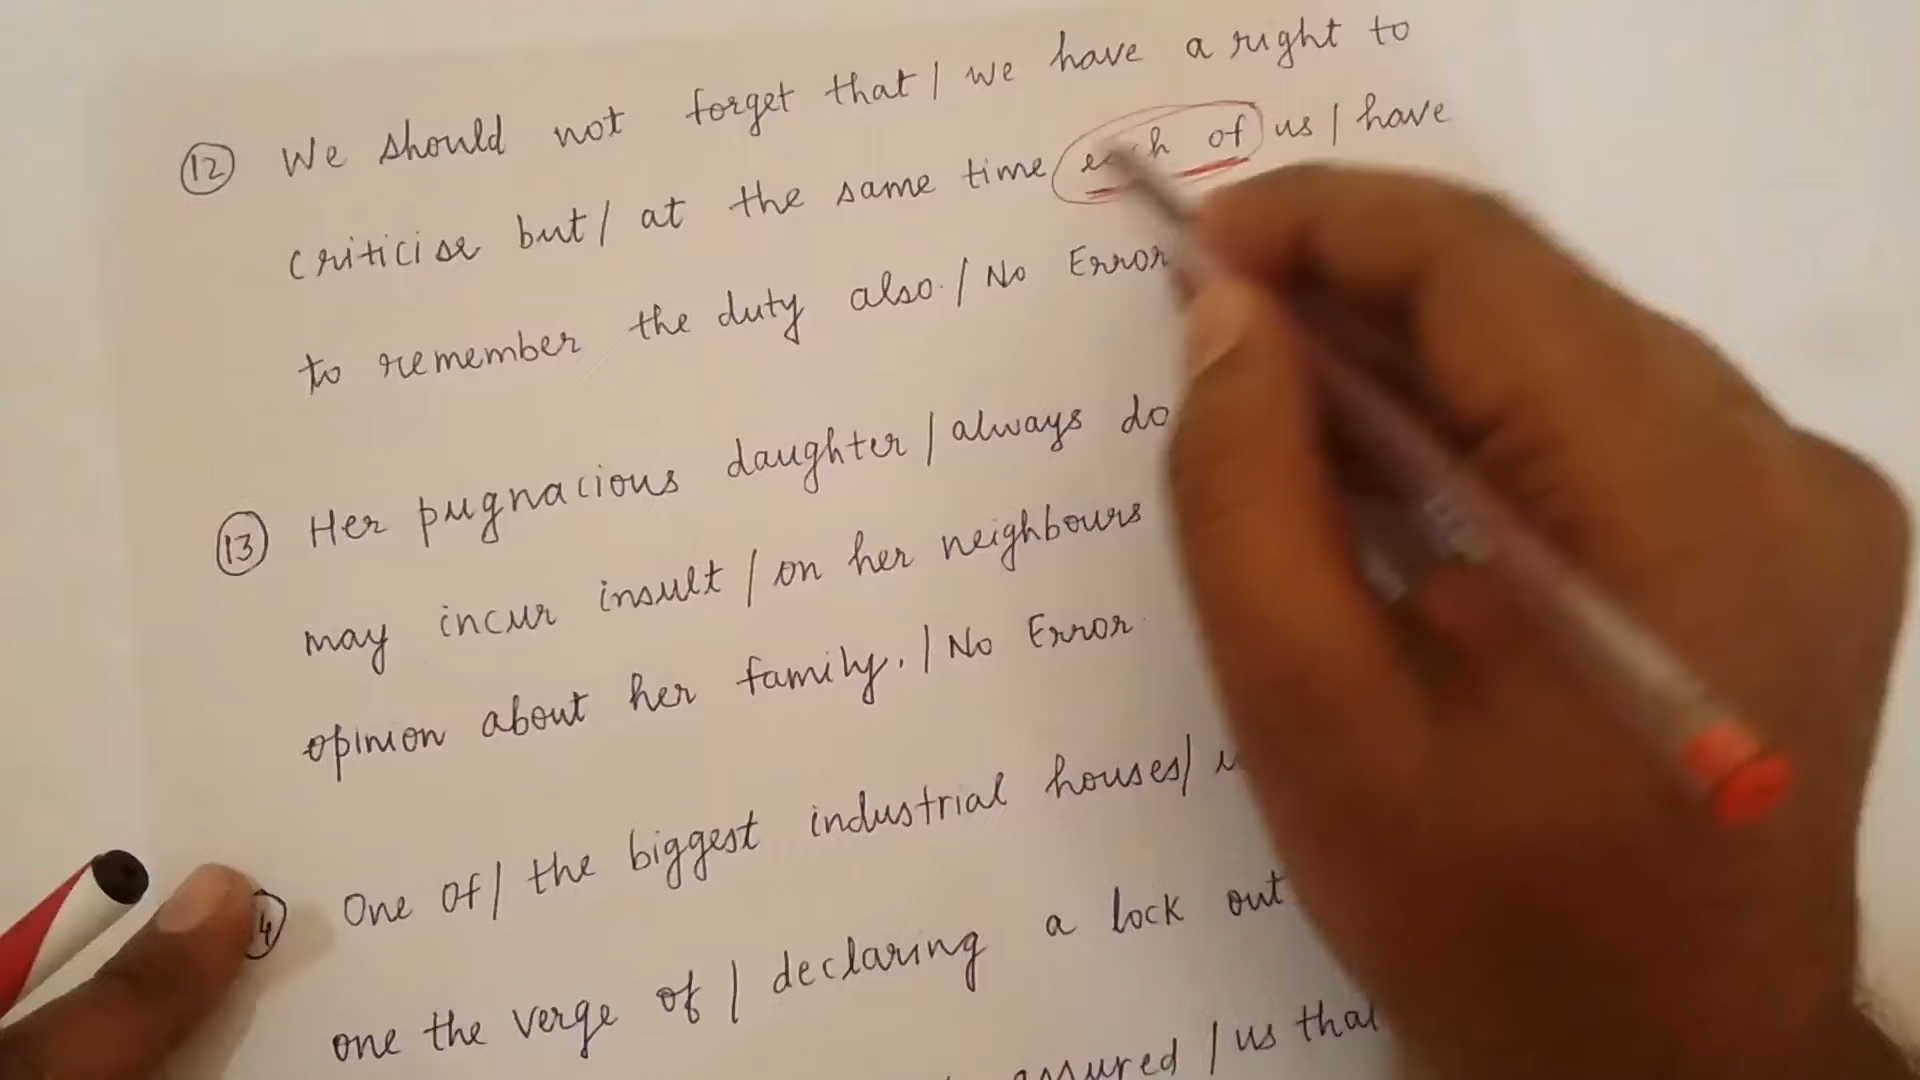 12 We should not forget that / we have a right to
criticise but / at the same time each of us / have
to remember the duty also. / No Error
13 Her pugnacious daughter / always do
may incur insult / on her neighbours
opinion about her family. / No Error
One of / the biggest industrial houses /
one the verge of / declaring a lock out
assured / us that